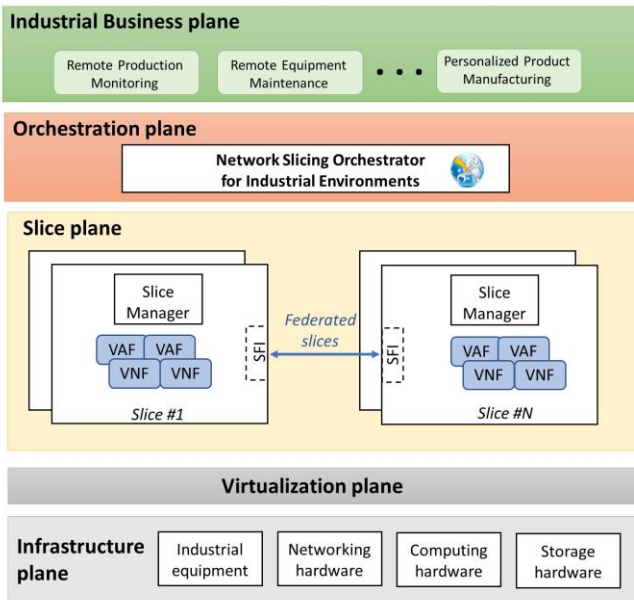 Industrial Business plane
Remote Production
Monitoring
Remote Equipment
Maintenance
• • •
Personalized Product
Manufacturing
Orchestration plane
Network Slicing Orchestrator
for Industrial Environments
Slice plane
Slice
Manager
VAF VAF
VNF VNF
SFI
Slice #1
Federated
slices
Slice
Manager
VAF VAF
VNF VNF
SFI
Slice #N
Virtualization plane
Infrastructure
plane
Industrial
equipment
Networking
hardware
Computing
hardware
Storage
hardware